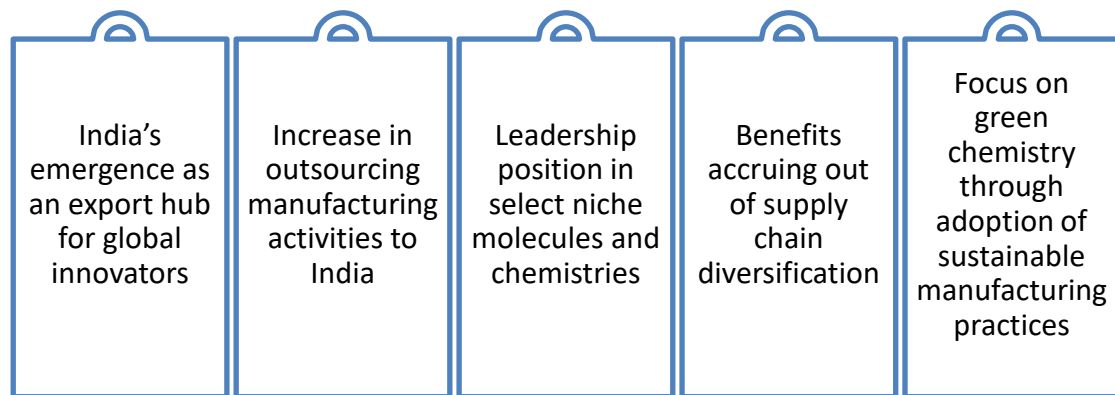 India's
emergence as
an export hub
for global
innovators
Increase in
outsourcing
manufacturing
activities to
India
Leadership
position in
select niche
molecules and
chemistries
Benefits
accruing out
of supply
chain
diversification
Focus on
green
chemistry
through
adoption of
sustainable
manufacturing
practices